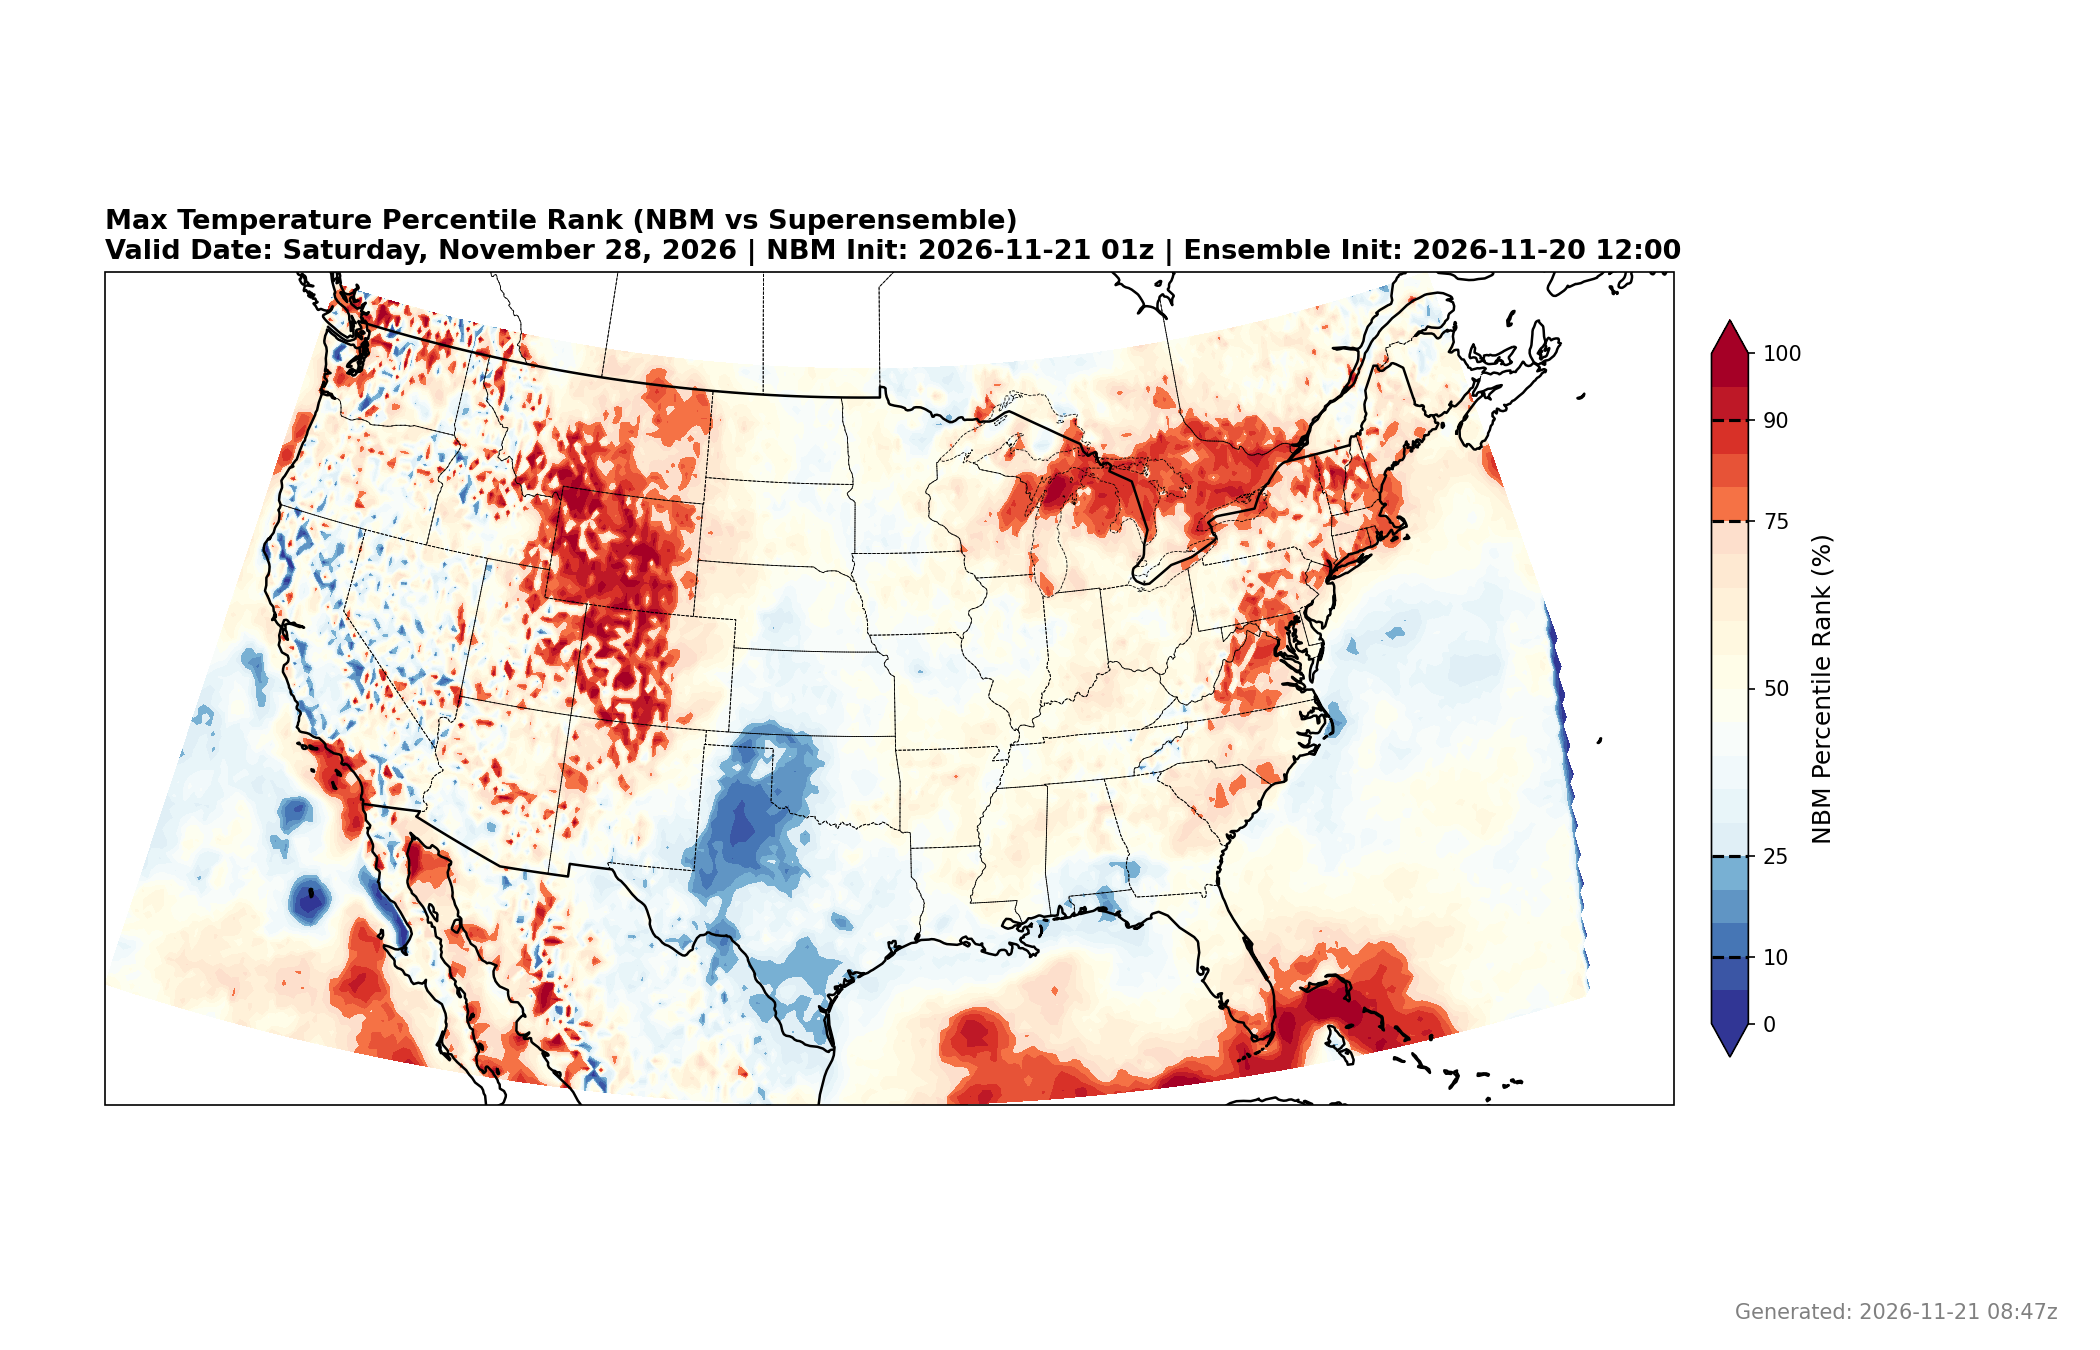 Max Temperature Percentile Rank (NBM vs Superensemble)
Valid Date: Saturday, November 28, 2026 | NBM Init: 2026-11-21 01z | Ensemble Init: 2026-11-20 12:00
100
90
75
50
25
10
0
NBM Percentile Rank (%)
Generated: 2026-11-21 08:47z